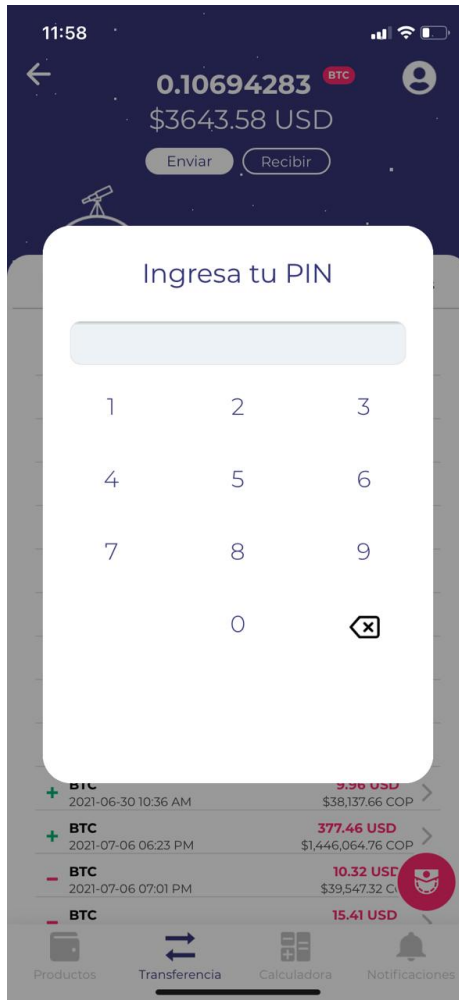 11:58
0.10694283 BTC
$3643.58 USD
Enviar Recibir
Ingresa tu PIN
1 2 3
4 5 6
7 8 9
0
BTC 9.96 USD
2021-06-30 10:36 AM $38,137.66 COP
BTC 377.46 USD
2021-07-06 06:23 PM $1,446,064.76 COP
BTC 10.32 USD
2021-07-06 07:01 PM $39,547.32
BTC 15.41 USD
Productos Transferencia Calculadora Notificaciones